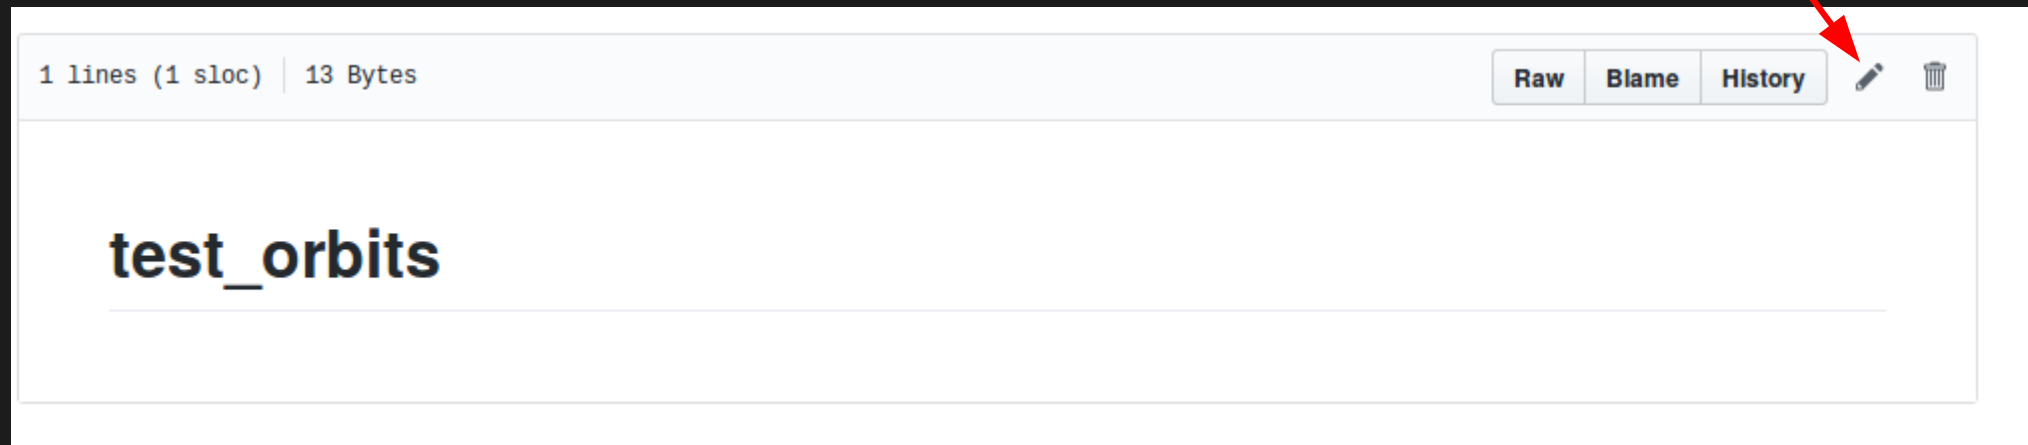 1 lines (1 sloc) 13 Bytes Raw Blame History
test_orbits